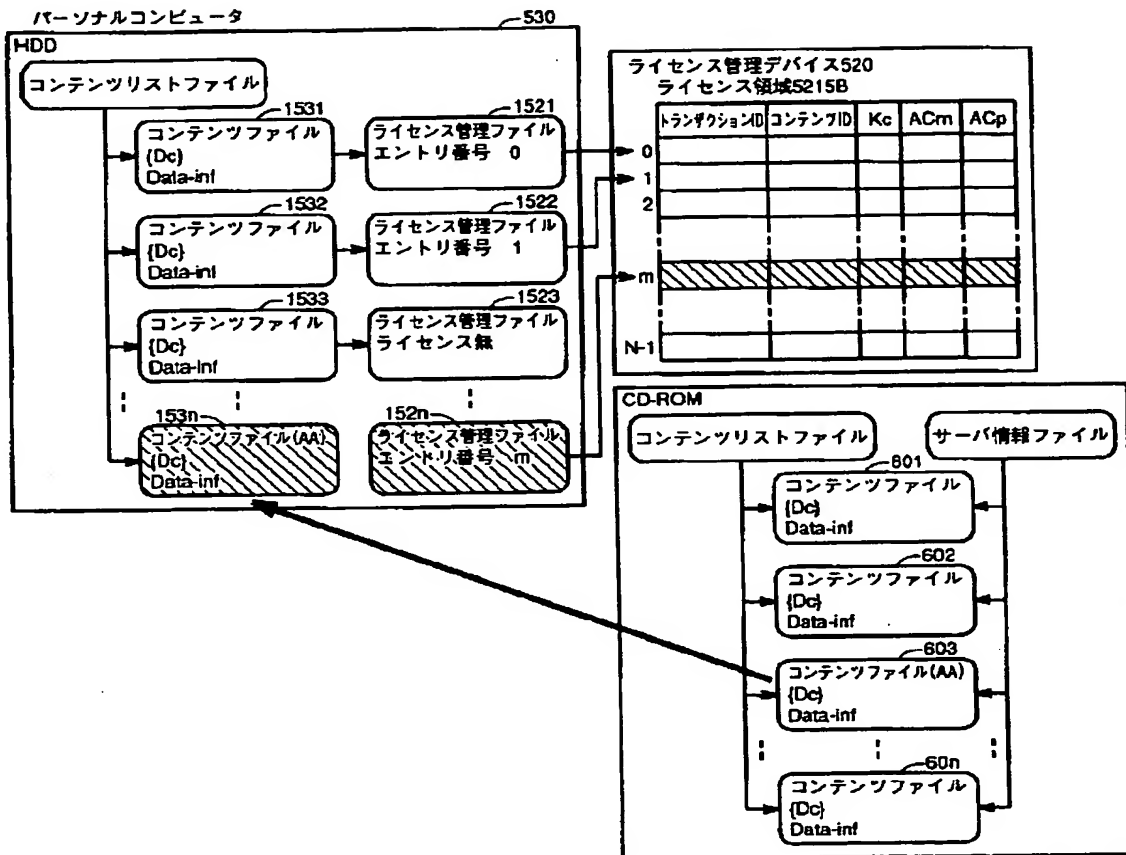 パーソナルコンピュータ
530
HDD
コンテンツリストファイル
1531
コンテンツファイル
{Dc}
Data-inf
1521
ライセンス管理ファイル
エントリ番号 0
1532
コンテンツファイル
{Dc}
Data-inf
1522
ライセンス管理ファイル
エントリ番号 1
1533
コンテンツファイル
{Dc}
Data-inf
1523
ライセンス管理ファイル
ライセンス無
153n
コンテンツファイル(AA)
{Dc}
Data-inf
152n
ライセンス管理ファイル
エントリ番号 m
ライセンス管理デバイス520
ライセンス領域5215B
トランザクションID コンテンツID Kc ACm ACp
0
1
2
m
N-1
CD-ROM
コンテンツリストファイル
サーバ情報ファイル
601
コンテンツファイル
{Dc}
Data-inf
602
コンテンツファイル
{Dc}
Data-inf
603
コンテンツファイル(AA)
{Dc}
Data-inf
60n
コンテンツファイル
{Dc}
Data-inf